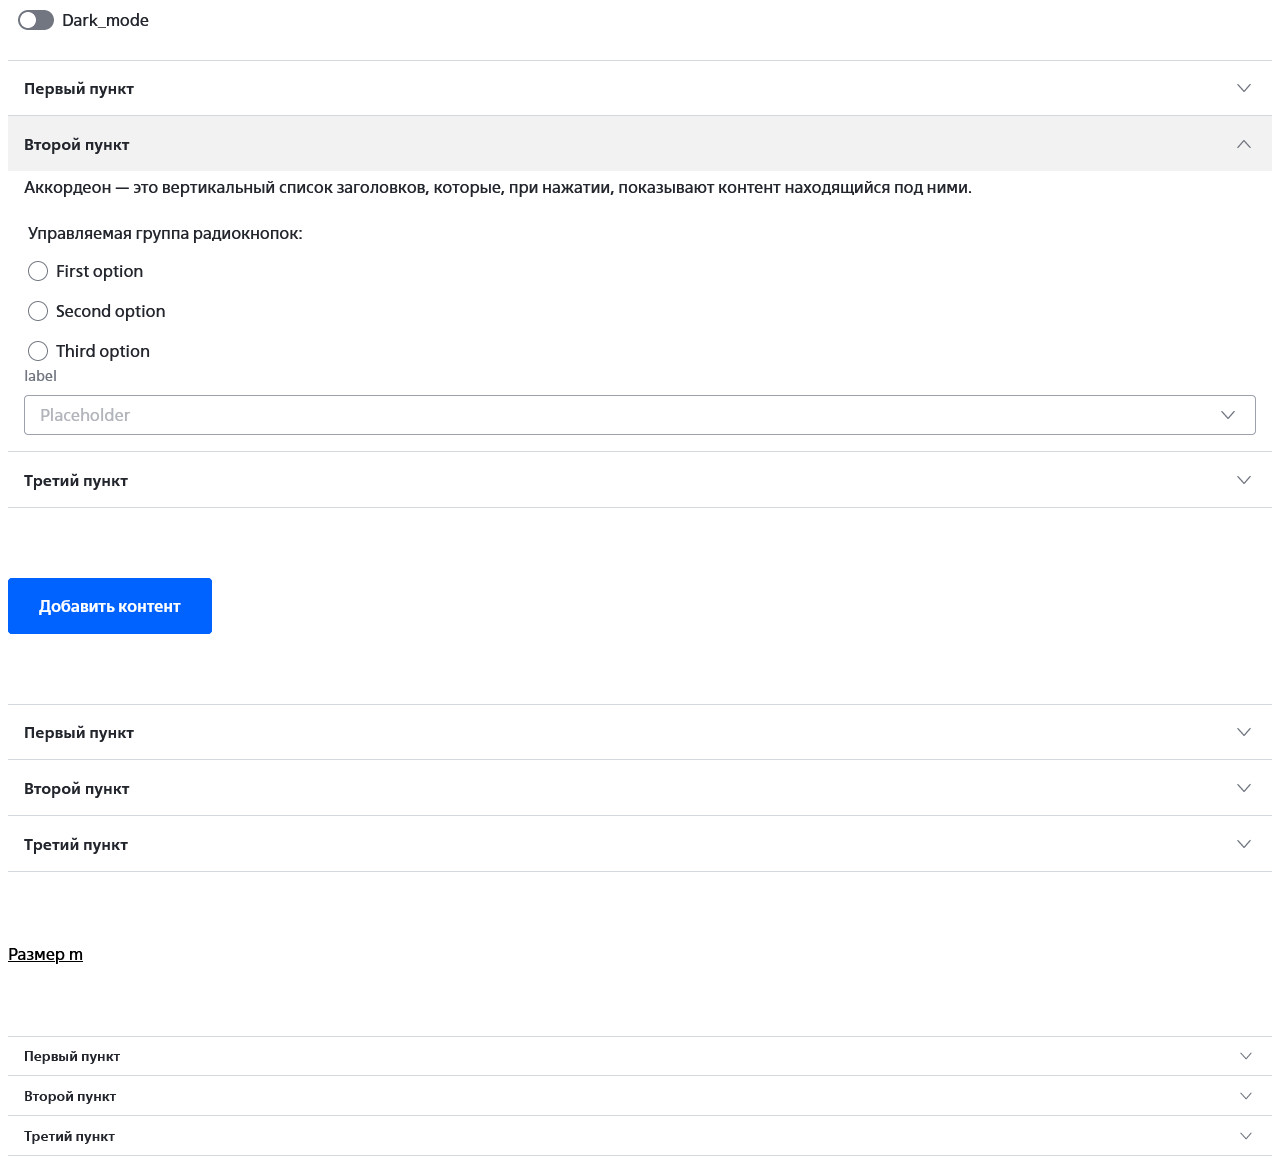 Dark_mode
Первый пункт
Второй пункт
Аккордеон — это вертикальный список заголовков, которые, при нажатии, показывают контент находящийся под ними.
Управляемая группа радиокнопок:
First option
Second option
Third option
label
Placeholder
Третий пункт
Добавить контент
Первый пункт
Второй пункт
Третий пункт
Размер m
Первый пункт
Второй пункт
Третий пункт